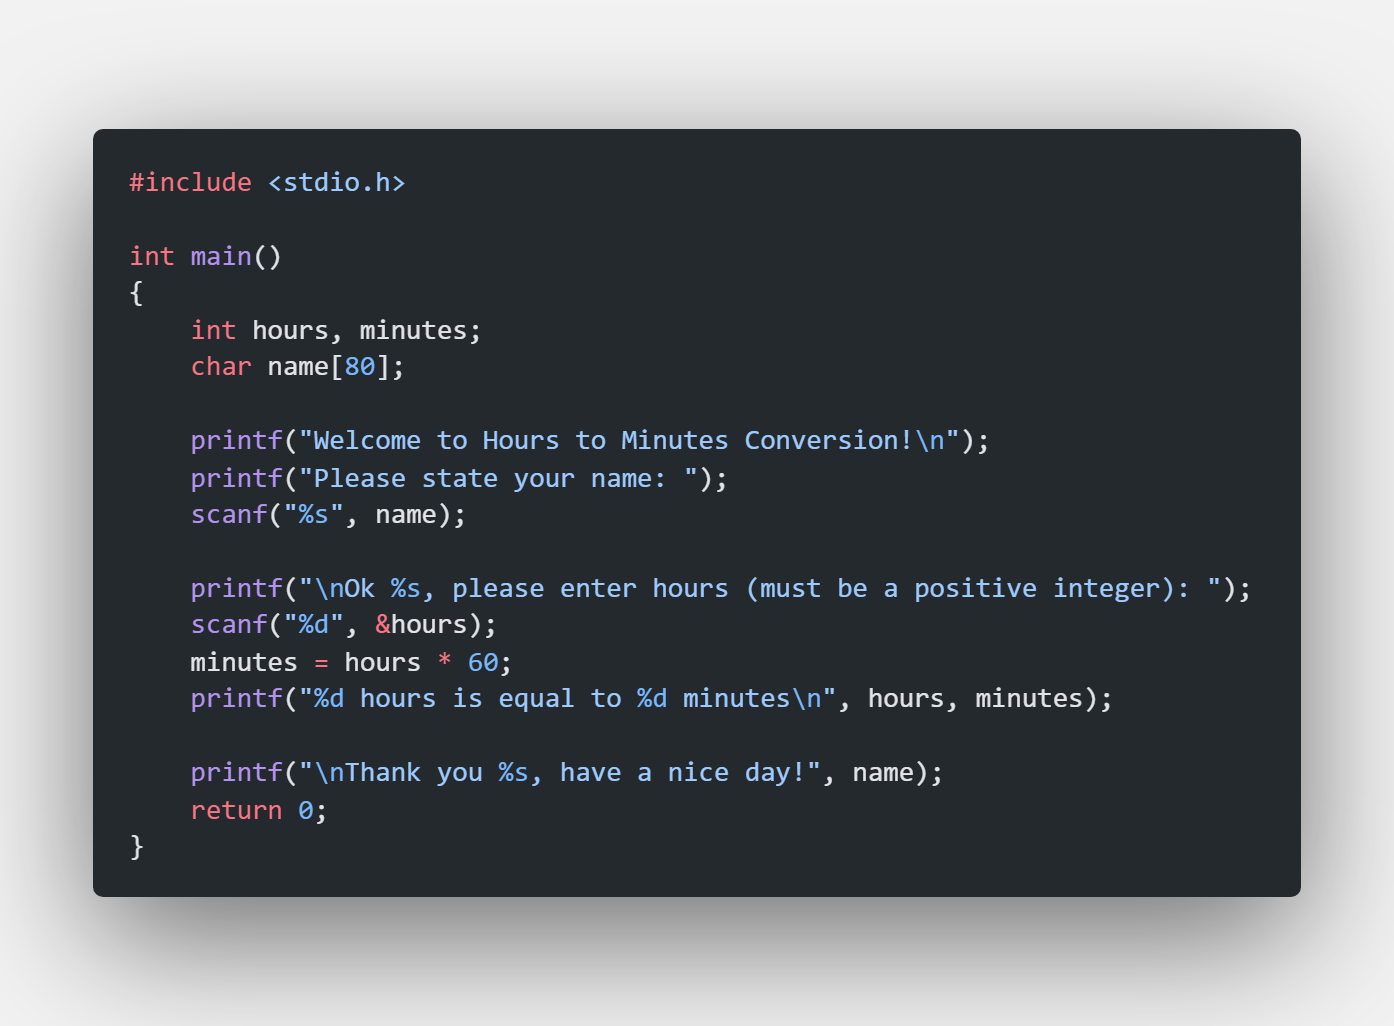 #include <stdio.h>

int main()
{
    int hours, minutes;
    char name[80];

    printf("Welcome to Hours to Minutes Conversion!\n");
    printf("Please state your name: ");
    scanf("%s", name);

    printf("\nOk %s, please enter hours (must be a positive integer): ");
    scanf("%d", &hours);
    minutes = hours * 60;
    printf("%d hours is equal to %d minutes\n", hours, minutes);

    printf("\nThank you %s, have a nice day!", name);
    return 0;
}